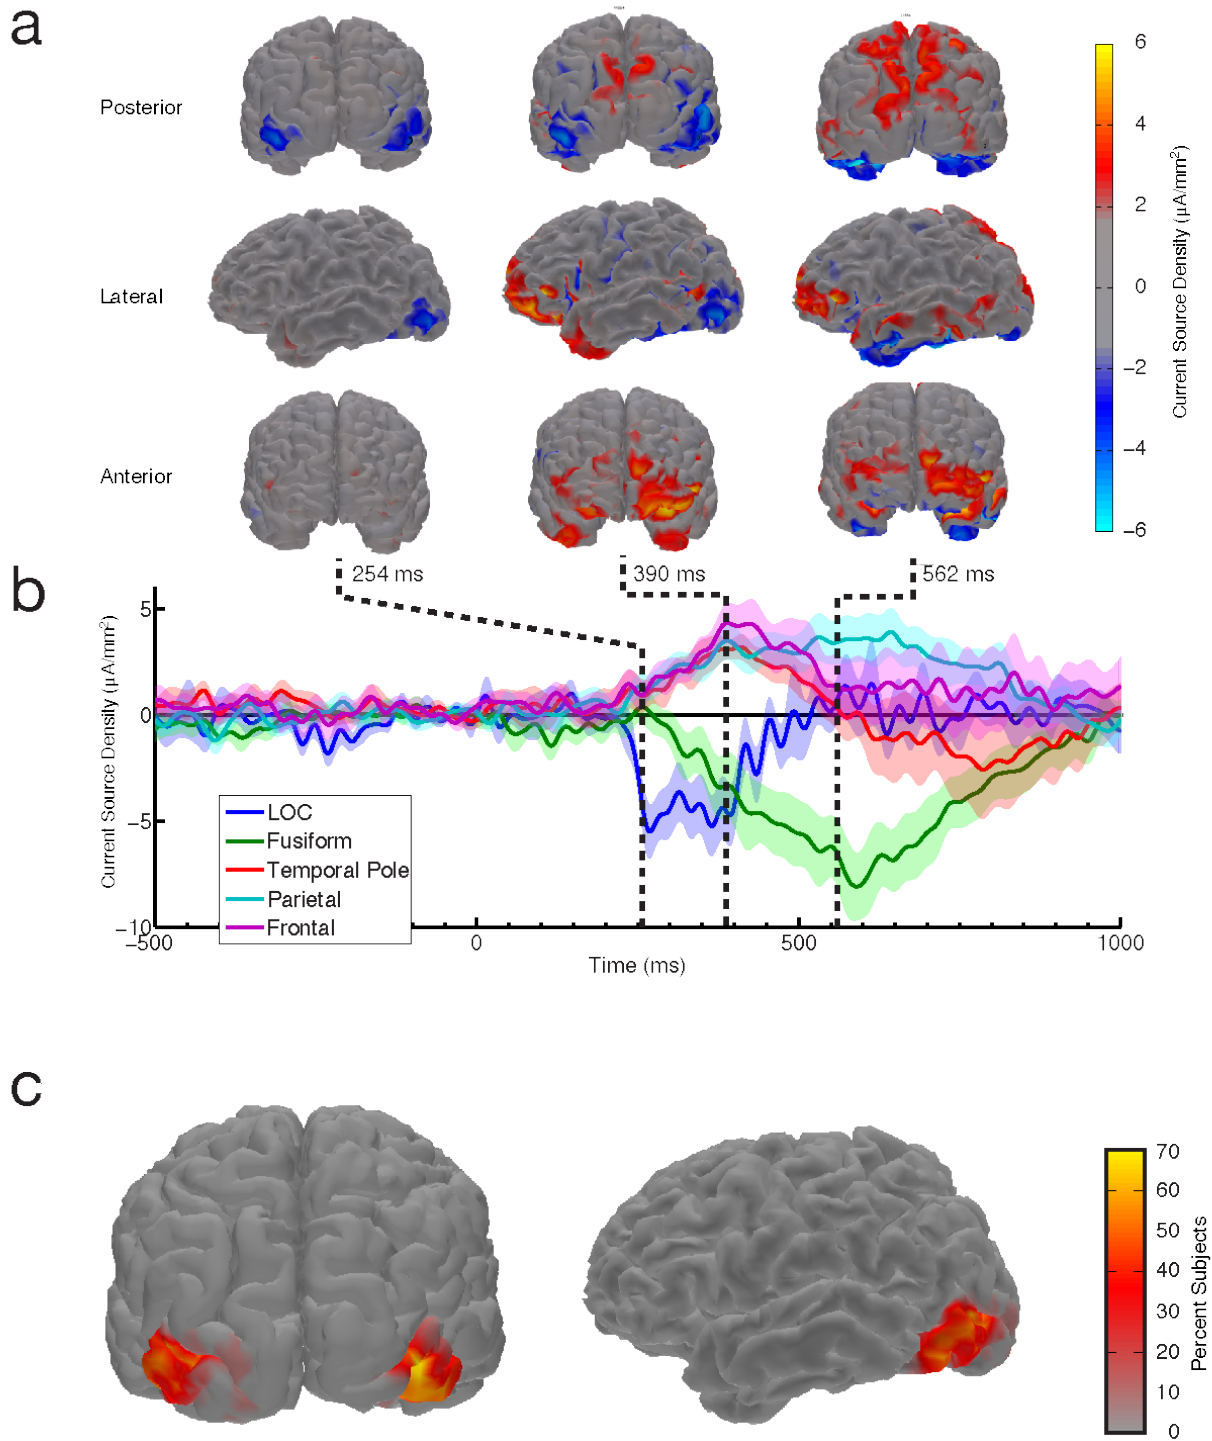 a
Posterior
Lateral
Anterior
6
4
2
0
−2
−4
−6
Current Source Density (µA/mm²)
254 ms
390 ms
562 ms
b
5
0
−5
−10
Current Source Density (µA/mm²)
LOC
Fusiform
Temporal Pole
Parietal
Frontal
−500
0
500
1000
Time (ms)
c
70
60
50
40
30
20
10
0
Percent Subjects